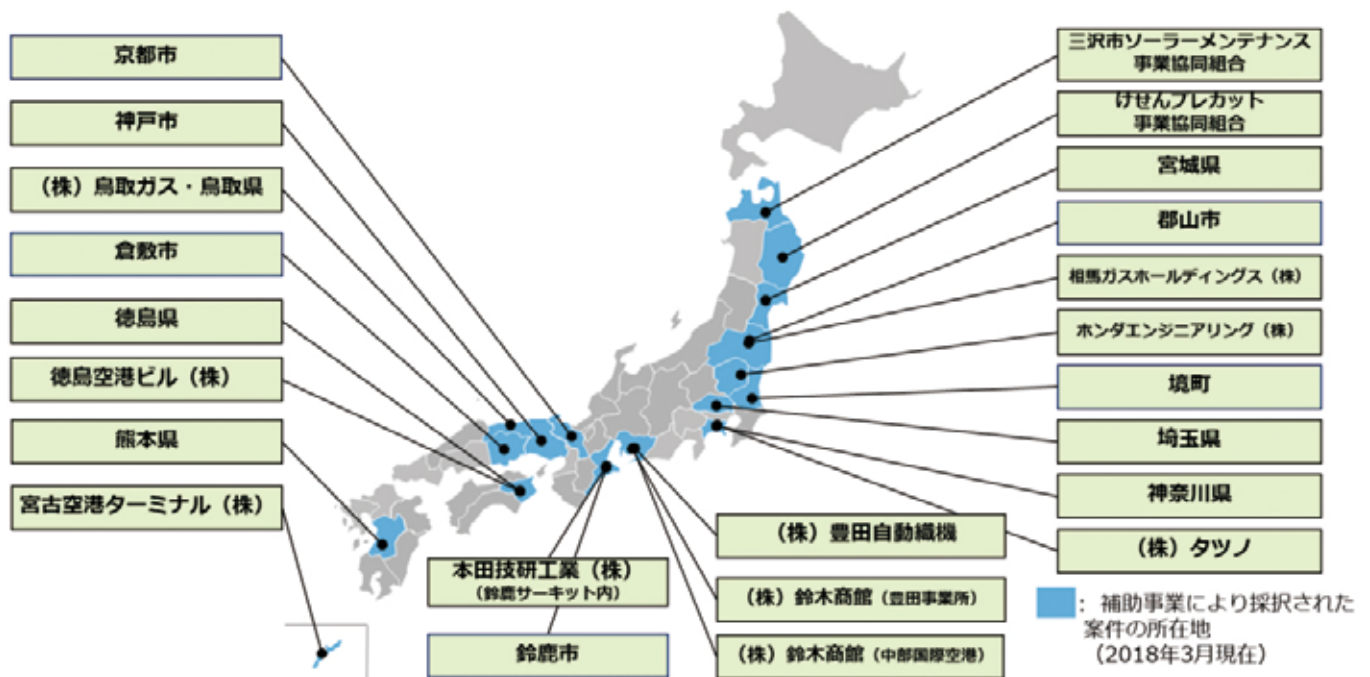 京都市
神戸市
（株）鳥取ガス・鳥取県
倉敷市
徳島県
徳島空港ビル（株）
熊本県
宮古空港ターミナル（株）
三沢市ソーラーメンテナンス
事業協同組合
けせんプレカット
事業協同組合
宮城県
郡山市
相馬ガスホールディングス（株）
ホンダエンジニアリング（株）
境町
埼玉県
神奈川県
（株）タツノ
（株）豊田自動織機
（株）鈴木商館（豊田事業所）
（株）鈴木商館（中部国際空港）
本田技研工業（株）
（鈴鹿サーキット内）
鈴鹿市
：補助事業により採択された
案件の所在地
（2018年3月現在）